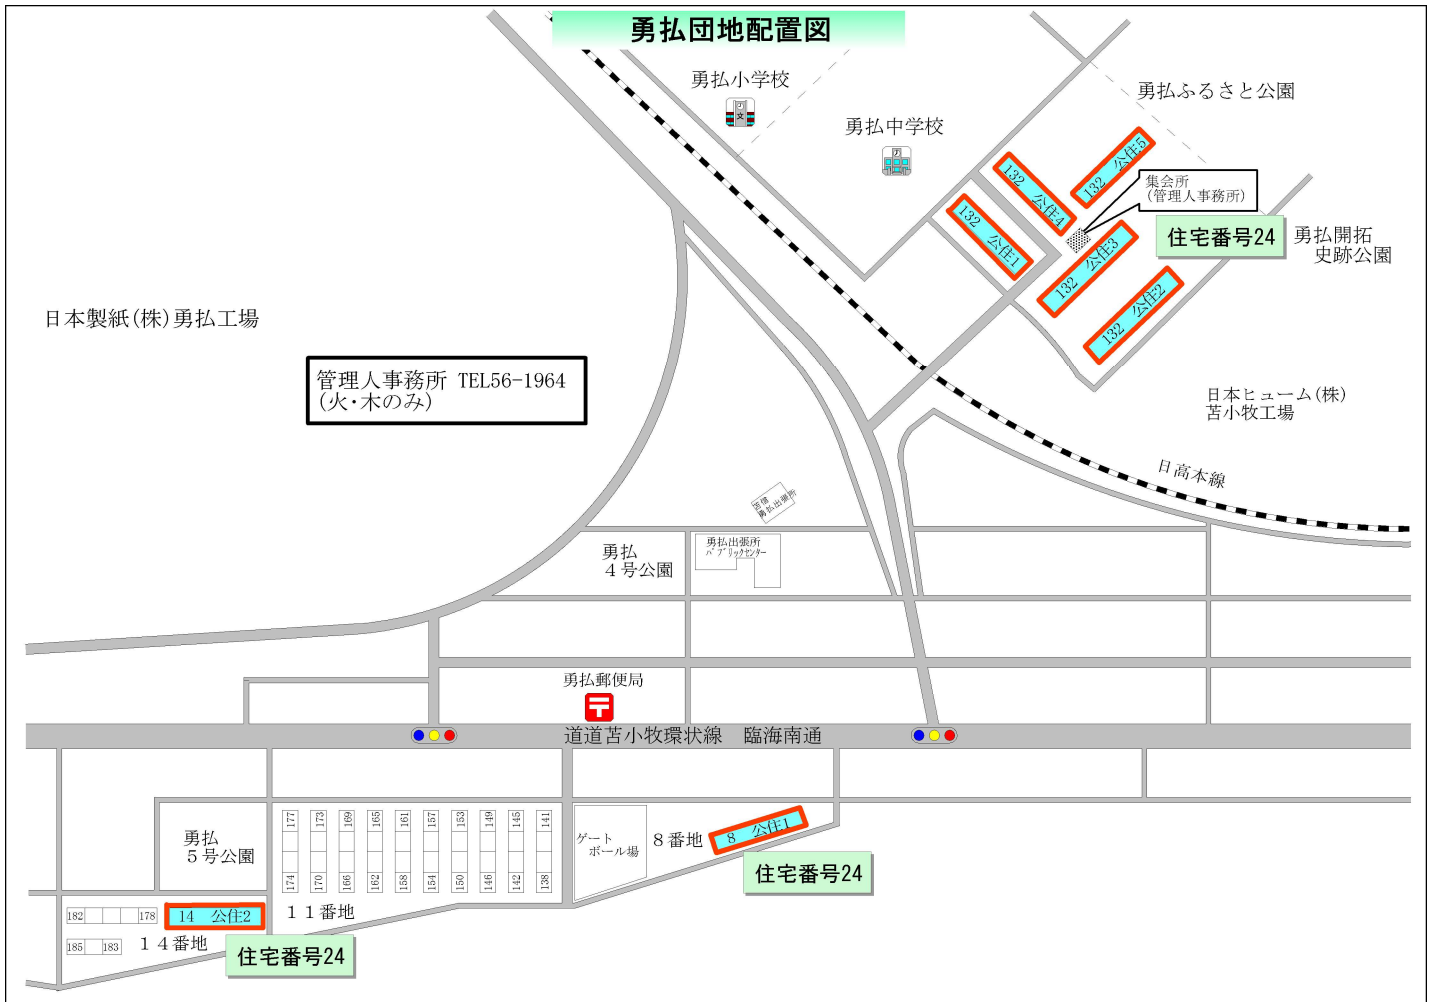 勇払団地配置図
勇払小学校
文
勇払中学校
勇払ふるさと公園
132 公住5
132 公住4
132 公住1
集会所
(管理人事務所)
住宅番号24
勇払開拓
史跡公園
132 公住3
132 公住2
日本製紙(株)勇払工場
管理人事務所 TEL56-1964
(火・木のみ)
日本ヒューム(株)
苫小牧工場
日高本線
苫信
勇払出張所
勇払出張所
パブリックセンター
勇払
4号公園
勇払郵便局
道道苫小牧環状線 臨海南通
177 173 169 165 161 157 153 149 145 141
174 170 166 162 158 154 150 146 142 138
勇払
5号公園
ゲート
ボール場
8番地
8 公住1
住宅番号24
11番地
182 178
14 公住2
185 183
14番地
住宅番号24